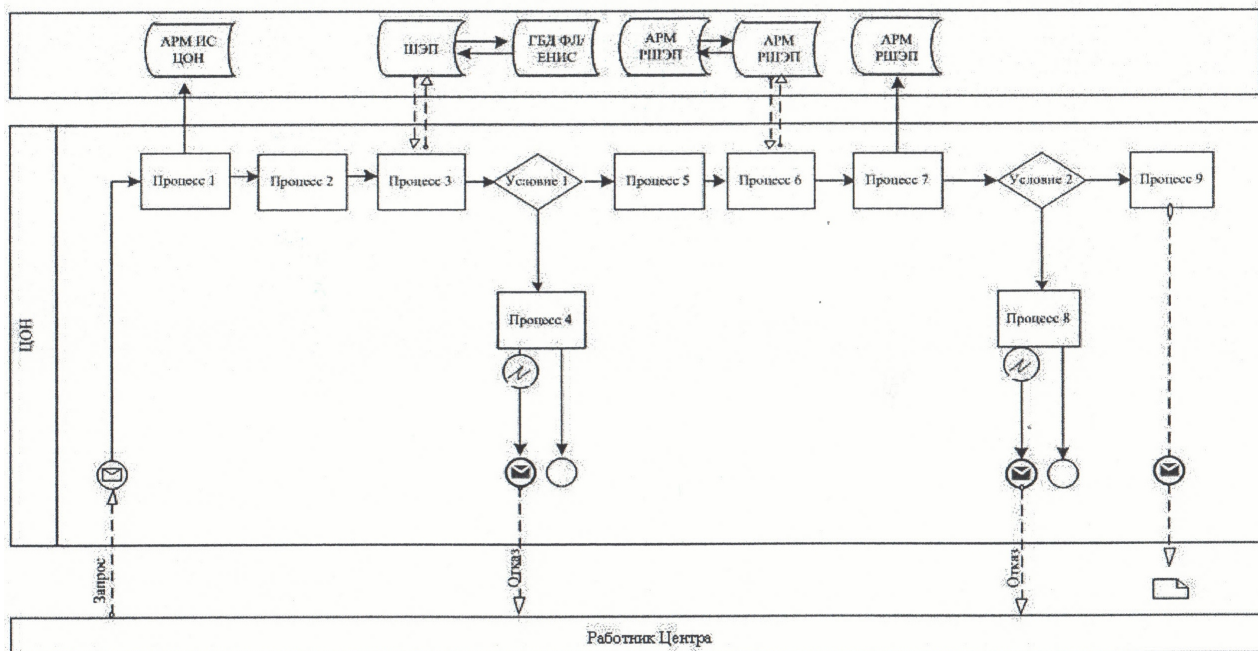 АРМ ИС
ЦОН
ШЭП
ГБД ФЛ/
ЕНИС
АРМ
РШЭП
АРМ
РШЭП
АРМ
РШЭП
Процесс 1
Процесс 2
Процесс 3
Условие 1
Процесс 5
Процесс 6
Процесс 7
Условие 2
Процесс 9
Процесс 4
Процесс 8
ЦОН
Запрос
Отказ
Отказ
Работник Центра